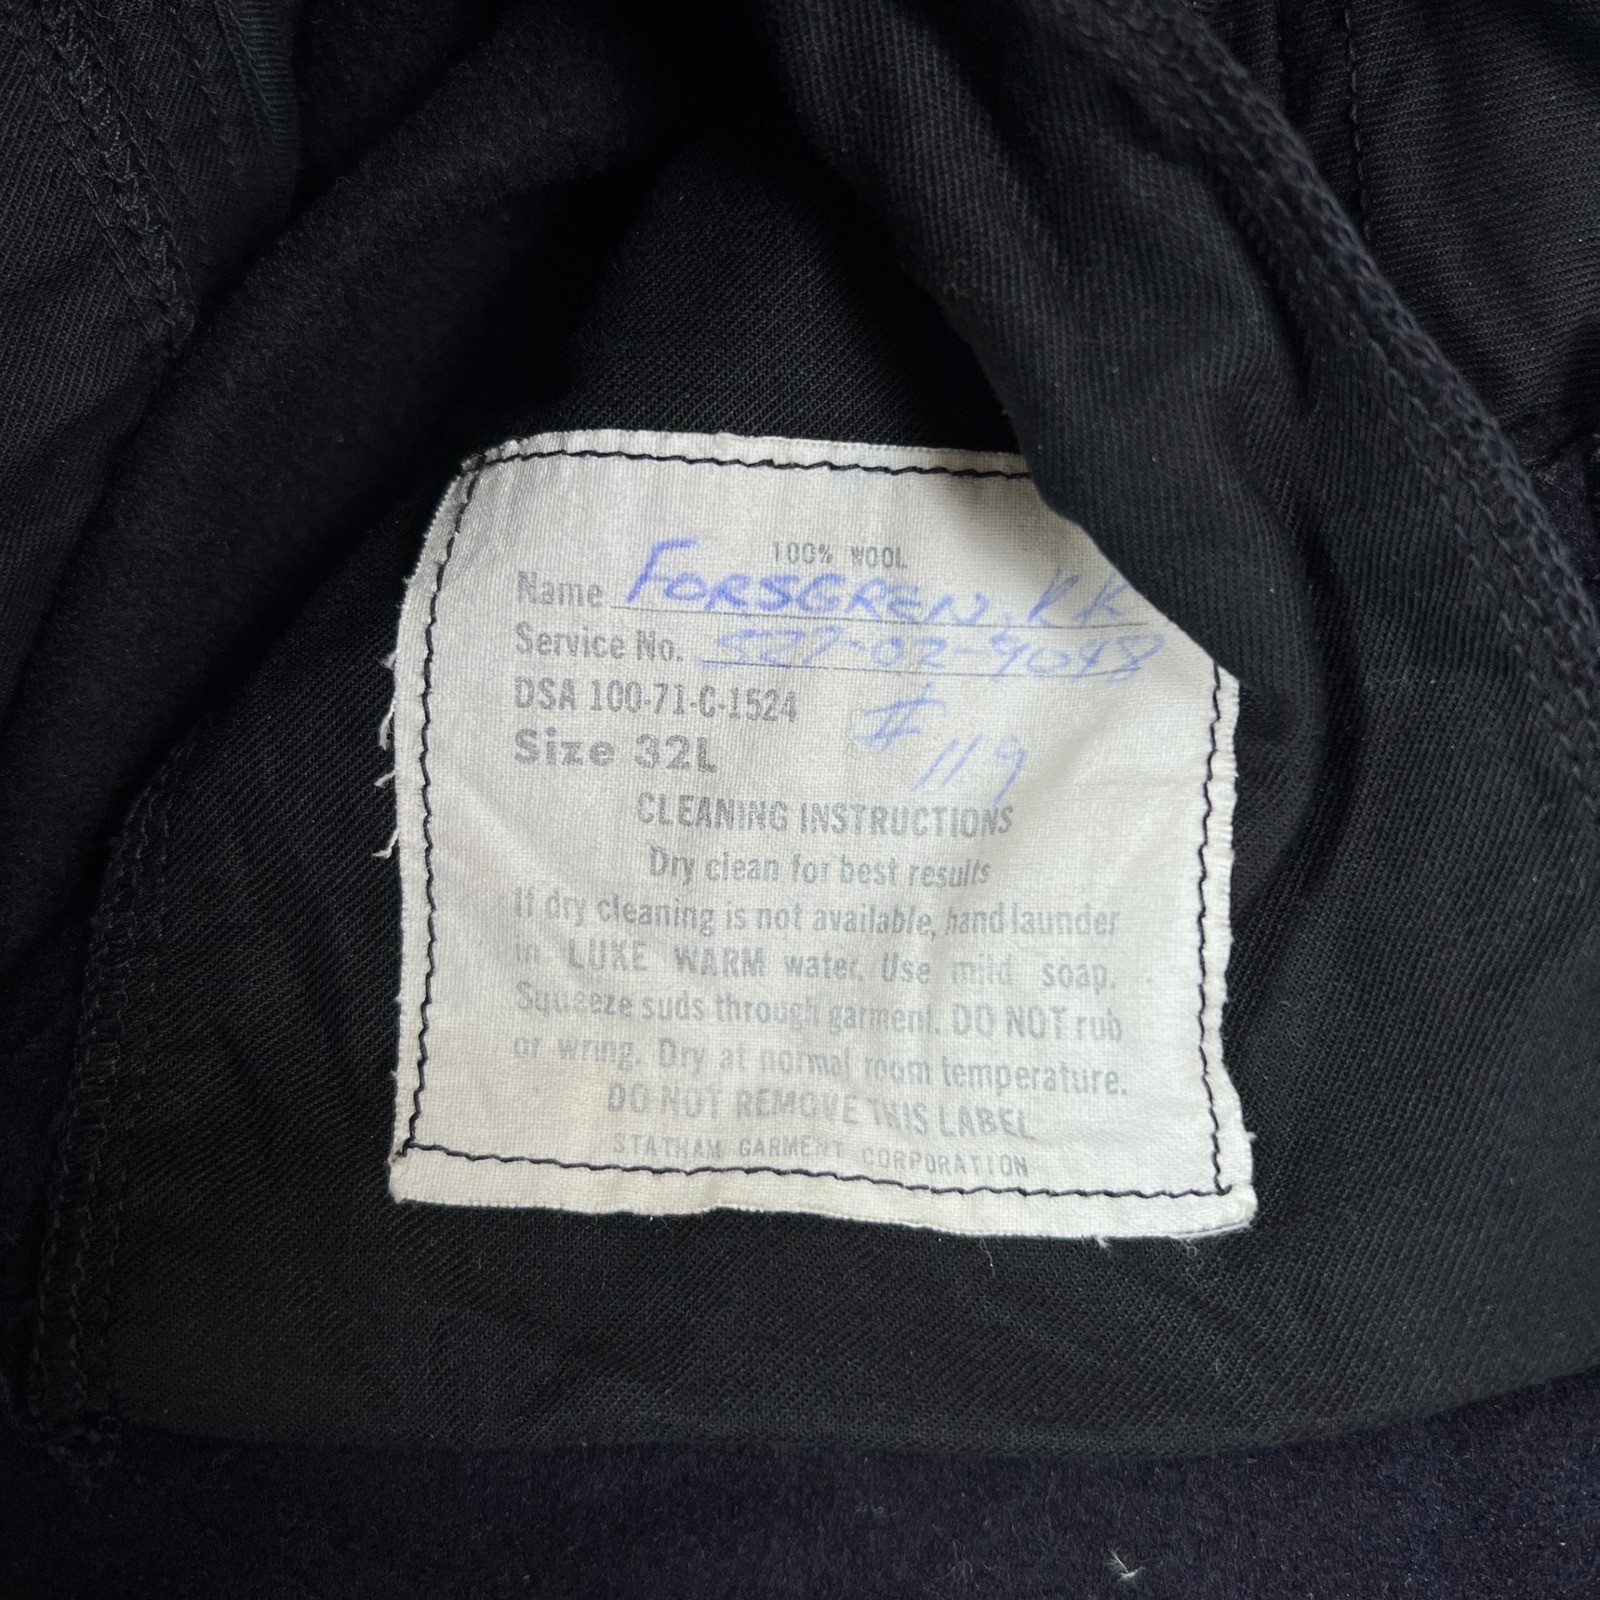 100% WOOL
Name FORSGREN, K K
Service No. 527-02-9048
DSA 100-71-C-1524
Size 32L # 119
CLEANING INSTRUCTIONS
Dry clean for best results
If dry cleaning is not available, hand launder
in LUKE WARM water. Use mild soap.
Squeeze suds through garment. DO NOT rub
or wring. Dry at normal room temperature.
DO NOT REMOVE THIS LABEL
STATHAM GARMENT CORPORATION